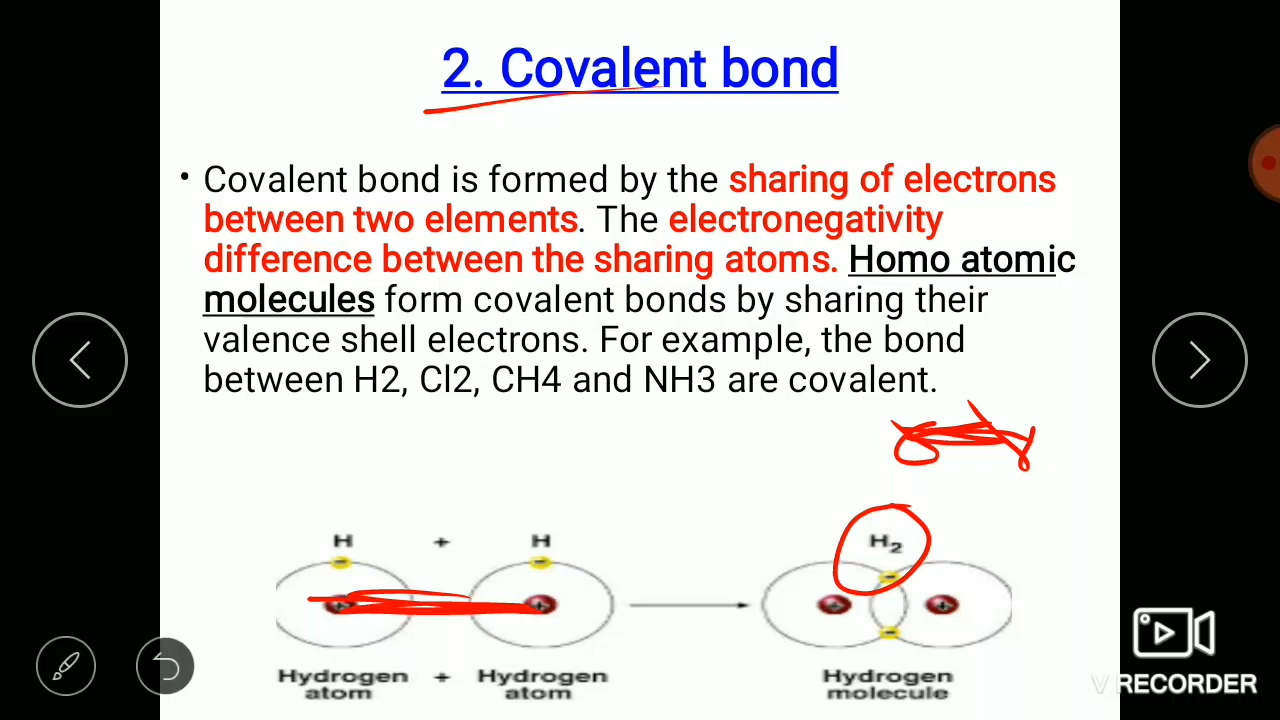 2. Covalent bond
• Covalent bond is formed by the sharing of electrons
between two elements. The electronegativity
difference between the sharing atoms. Homo atomic
molecules form covalent bonds by sharing their
valence shell electrons. For example, the bond
between H2, Cl2, CH4 and NH3 are covalent.
H + H H₂
Hydrogen atom + Hydrogen atom Hydrogen molecule
V RECORDER